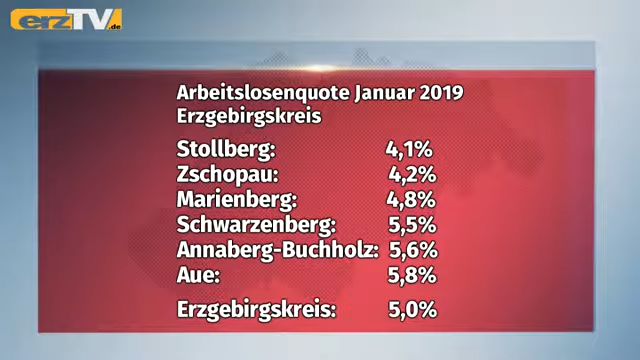 erzTV.de
Arbeitslosenquote Januar 2019
Erzgebirgskreis
Stollberg: 4,1%
Zschopau: 4,2%
Marienberg: 4,8%
Schwarzenberg: 5,5%
Annaberg-Buchholz: 5,6%
Aue: 5,8%
Erzgebirgskreis: 5,0%